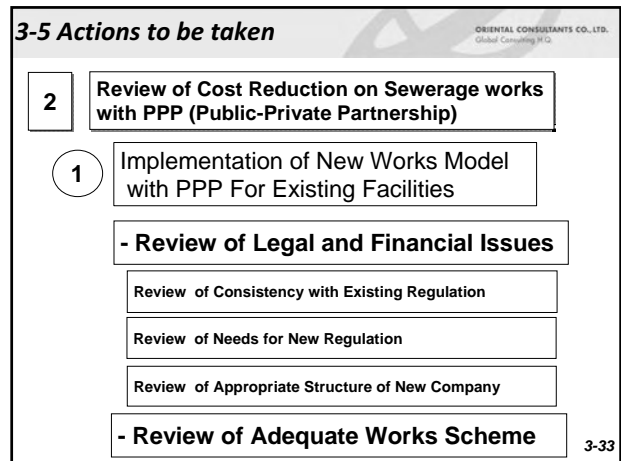 3-5 Actions to be taken
ORIENTAL CONSULTANTS CO., LTD.
Global Consulting H.Q.
2
Review of Cost Reduction on Sewerage works
with PPP (Public-Private Partnership)
1
Implementation of New Works Model
with PPP For Existing Facilities
- Review of Legal and Financial Issues
Review of Consistency with Existing Regulation
Review of Needs for New Regulation
Review of Appropriate Structure of New Company
- Review of Adequate Works Scheme
3-33